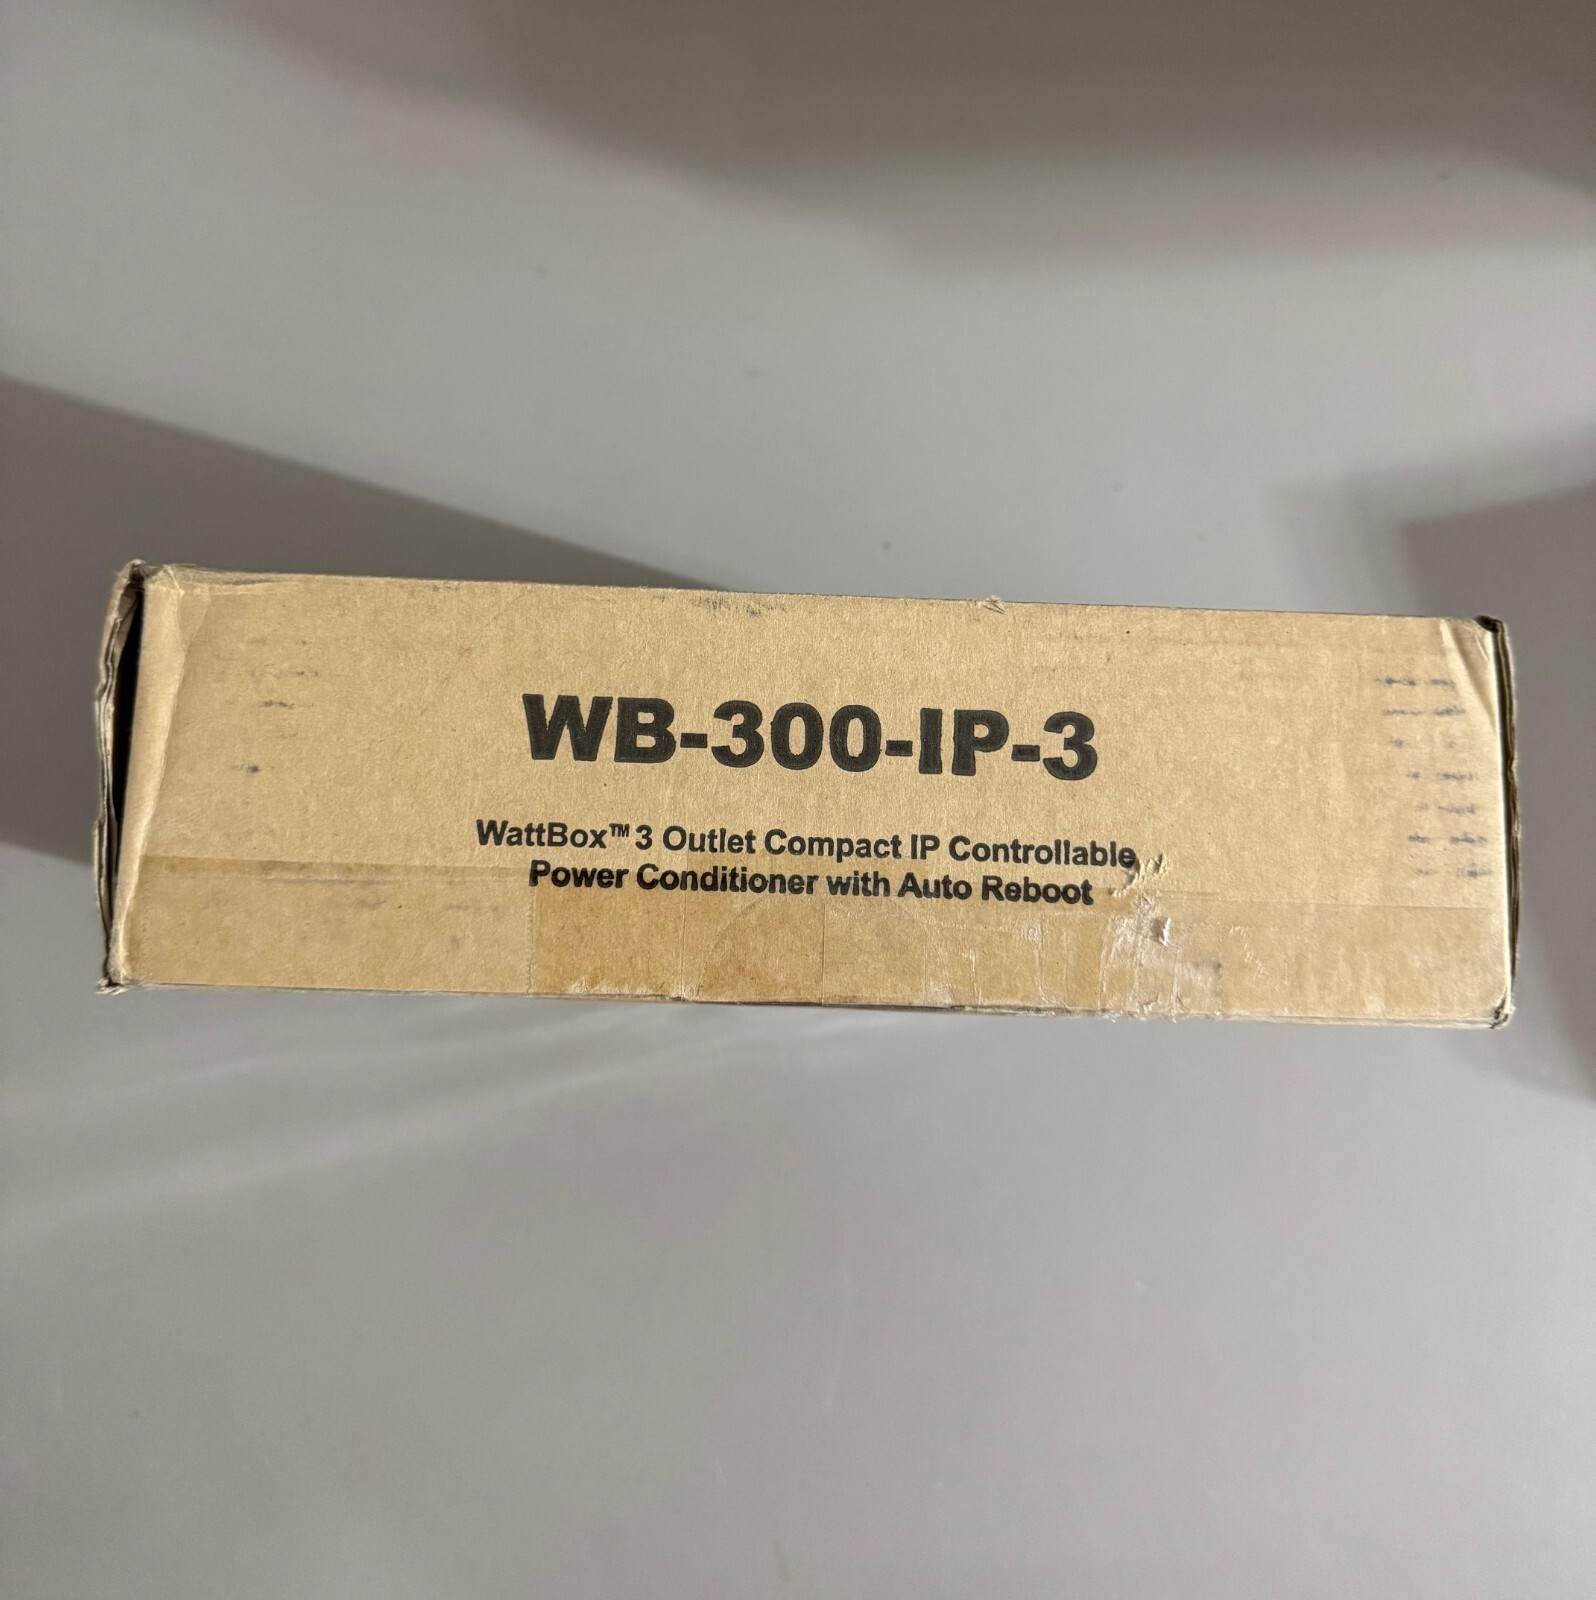 WB-300-IP-3
WattBox™ 3 Outlet Compact IP Controllable
Power Conditioner with Auto Reboot